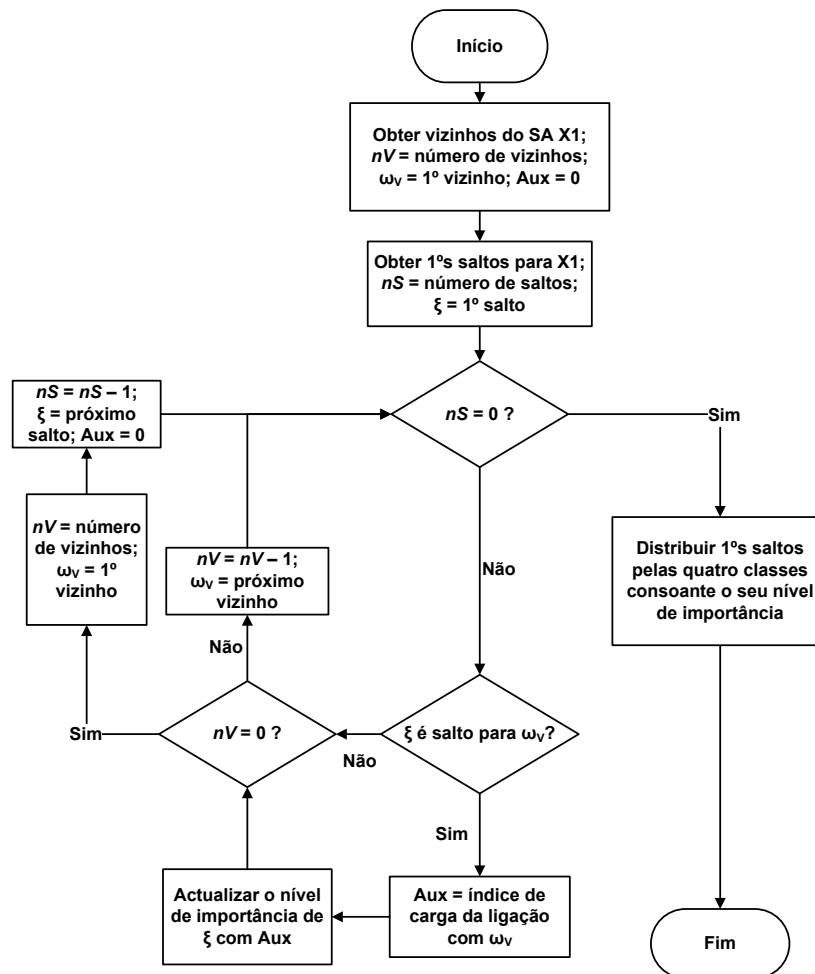 Início
Obter vizinhos do SA X1;
nV = número de vizinhos;
ωV = 1º vizinho; Aux = 0
Obter 1ºs saltos para X1;
nS = número de saltos;
ξ = 1º salto
nS = nS – 1;
ξ = próximo
salto; Aux = 0
nS = 0 ?
Sim
nV = número
de vizinhos;
ωV = 1º
vizinho
nV = nV – 1;
ωV = próximo
vizinho
Não
Distribuir 1ºs saltos
pelas quatro classes
consoante o seu nível
de importância
Não
Sim
nV = 0 ?
Não
ξ é salto para ωV?
Sim
Actualizar o nível
de importância de
ξ com Aux
Aux = índice de
carga da ligação
com ωV
Fim